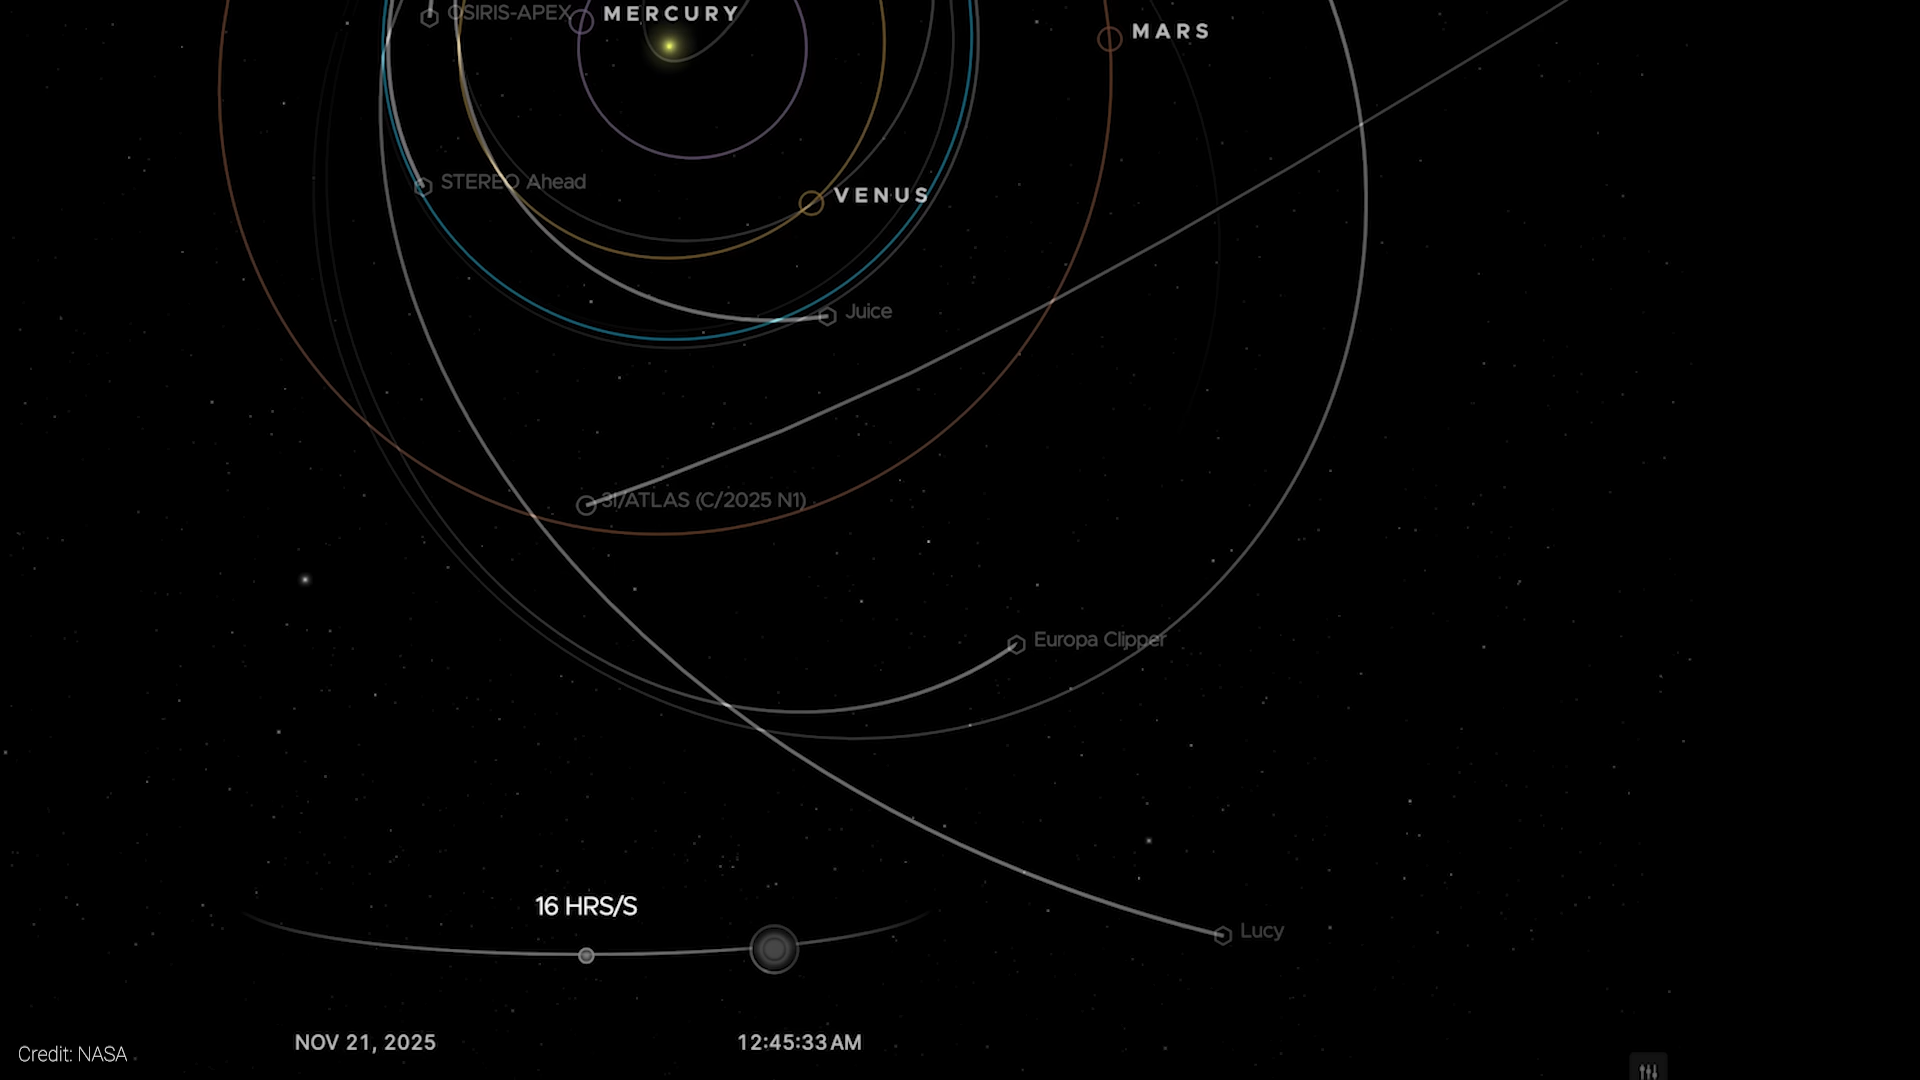 OSIRIS-APEX
MERCURY
MARS
STEREO Ahead
VENUS
Juice
3I/ATLAS (C/2025 N1)
Europa Clipper
16 HRS/S
Lucy
NOV 21, 2025
12:45:33 AM
Credit: NASA